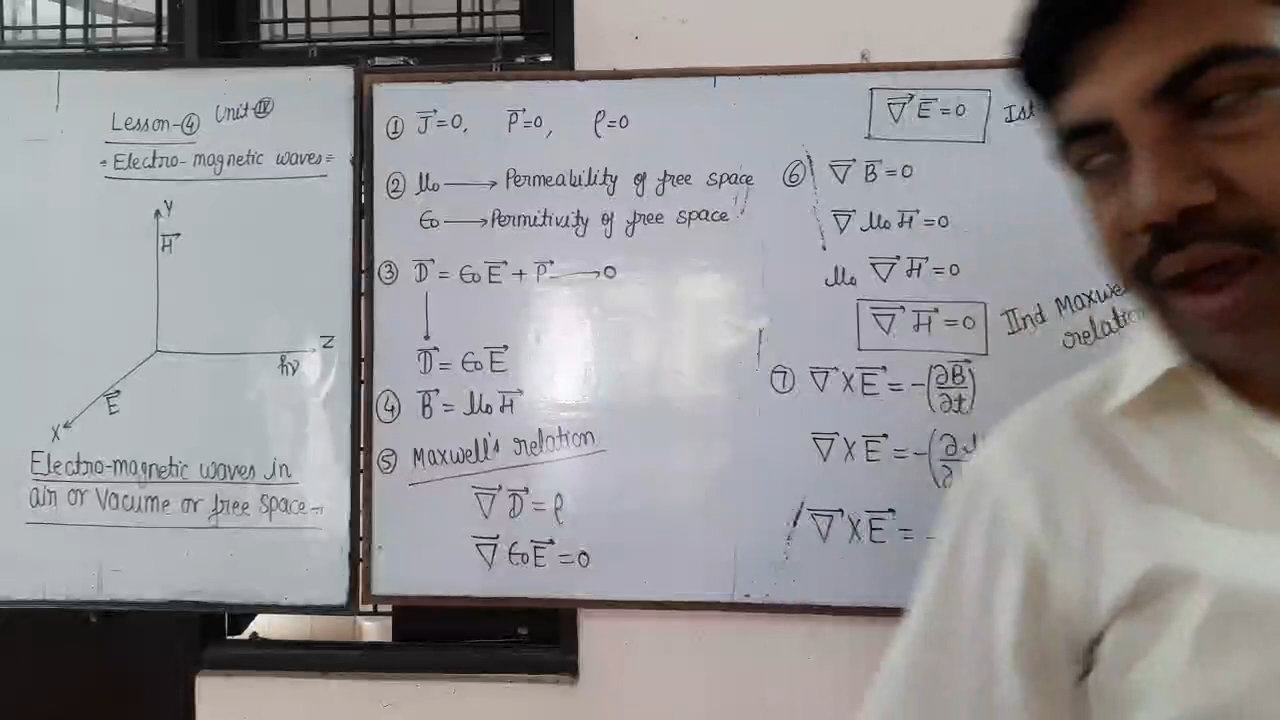 Lesson-④ Unit-Ⓘⓥ
= Electro-magnetic waves =
Y
H⃗
Z
hν
E⃗
X
Electro-magnetic waves in
air or Vacume or free space→
① J⃗=0, P⃗=0, ρ=0
② μ₀ ⟶ Permeability of free space
ϵ₀ ⟶ Permitivity of free space
③ D⃗ = ϵ₀E⃗ + P⃗ ⟶ 0
D⃗ = ϵ₀E⃗
④ B⃗ = μ₀H⃗
⑤ Maxwell's relation
∇⃗ D⃗ = ρ
∇⃗ ϵ₀E⃗ = 0
∇⃗ E⃗ = 0 Ist
⑥ ∇⃗ B⃗ = 0
∇⃗ μ₀H⃗ = 0
μ₀ ∇⃗ H⃗ = 0
∇⃗ H⃗ = 0 IInd
relation
⑦ ∇⃗ X E⃗ = -(∂B⃗/∂t)
∇⃗ X E⃗ = -(∂
∇⃗ X E⃗ = -